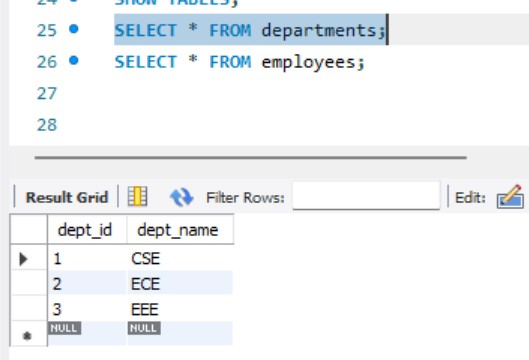 24 SHOW TABLES;
25 SELECT * FROM departments;
26 SELECT * FROM employees;
27
28
Result Grid Filter Rows: Edit:
dept_id dept_name
1 CSE
2 ECE
3 EEE
NULL NULL